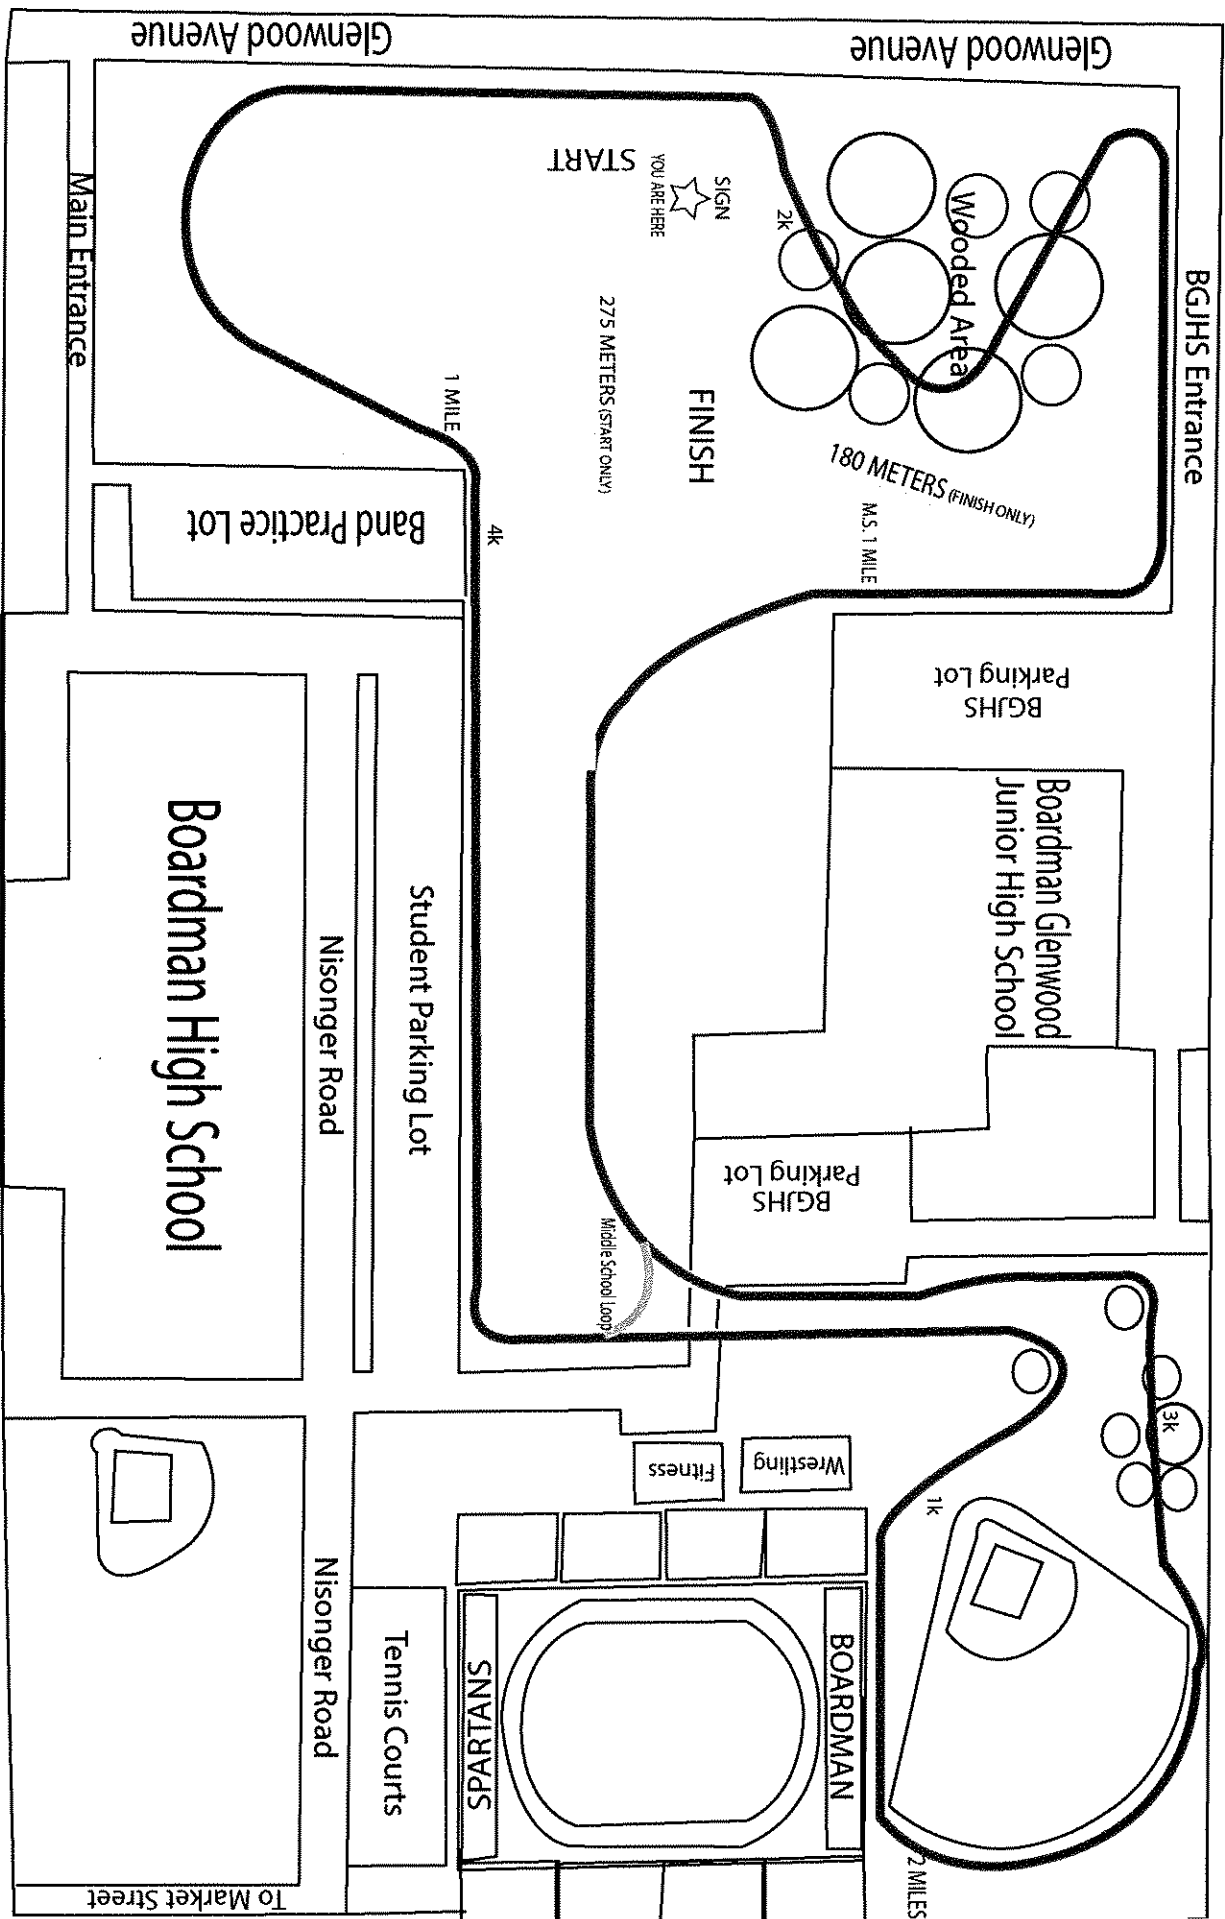 Glenwood Avenue
Glenwood Avenue
Main Entrance
START
YOU ARE HERE
SIGN
2k
Wooded Area
BGJHS Entrance
275 METERS (START ONLY)
1 MILE
FINISH
180 METERS (FINISH ONLY)
M.S. 1 MILE
Band Practice Lot
4k
BGJHS
Parking Lot
Boardman Glenwood
Junior High School
Boardman High School
Nisonger Road
Student Parking Lot
BGJHS
Parking Lot
Middle School Loop
3k
Fitness
Wrestling
1k
Nisonger Road
Tennis Courts
SPARTANS
BOARDMAN
2 MILES
To Market Street